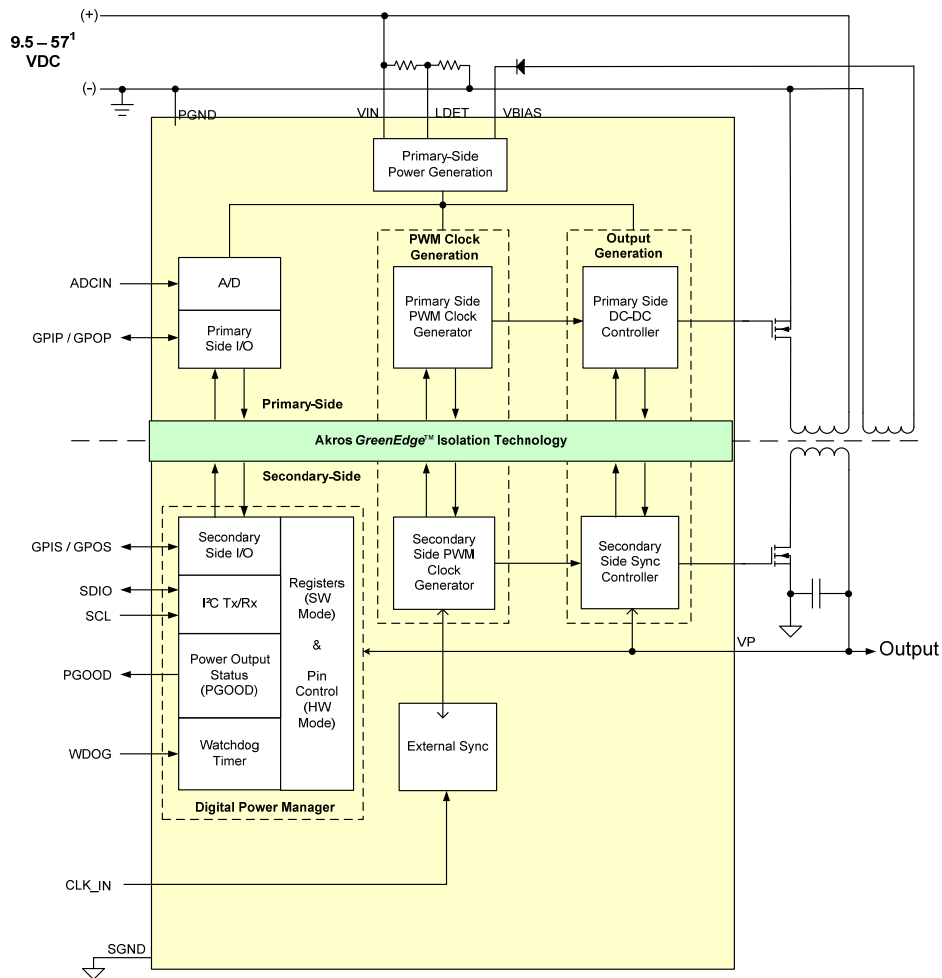 (+)
9.5 – 57¹
VDC
(-)
PGND
VIN
LDET
VBIAS
Primary-Side
Power Generation
PWM Clock
Generation
Output
Generation
ADCIN
A/D
GPIP / GPOP
Primary
Side I/O
Primary Side
PWM Clock
Generator
Primary Side
DC-DC
Controller
Primary-Side
Akros GreenEdge™ Isolation Technology
Secondary-Side
GPIS / GPOS
Secondary
Side I/O
SDIO
SCL
I²C Tx/Rx
PGOOD
Power Output
Status
(PGOOD)
WDOG
Watchdog
Timer
Registers
(SW
Mode)
&
Pin
Control
(HW
Mode)
Digital Power Manager
Secondary
Side PWM
Clock
Generator
Secondary
Side Sync
Controller
VP
Output
External Sync
CLK_IN
SGND